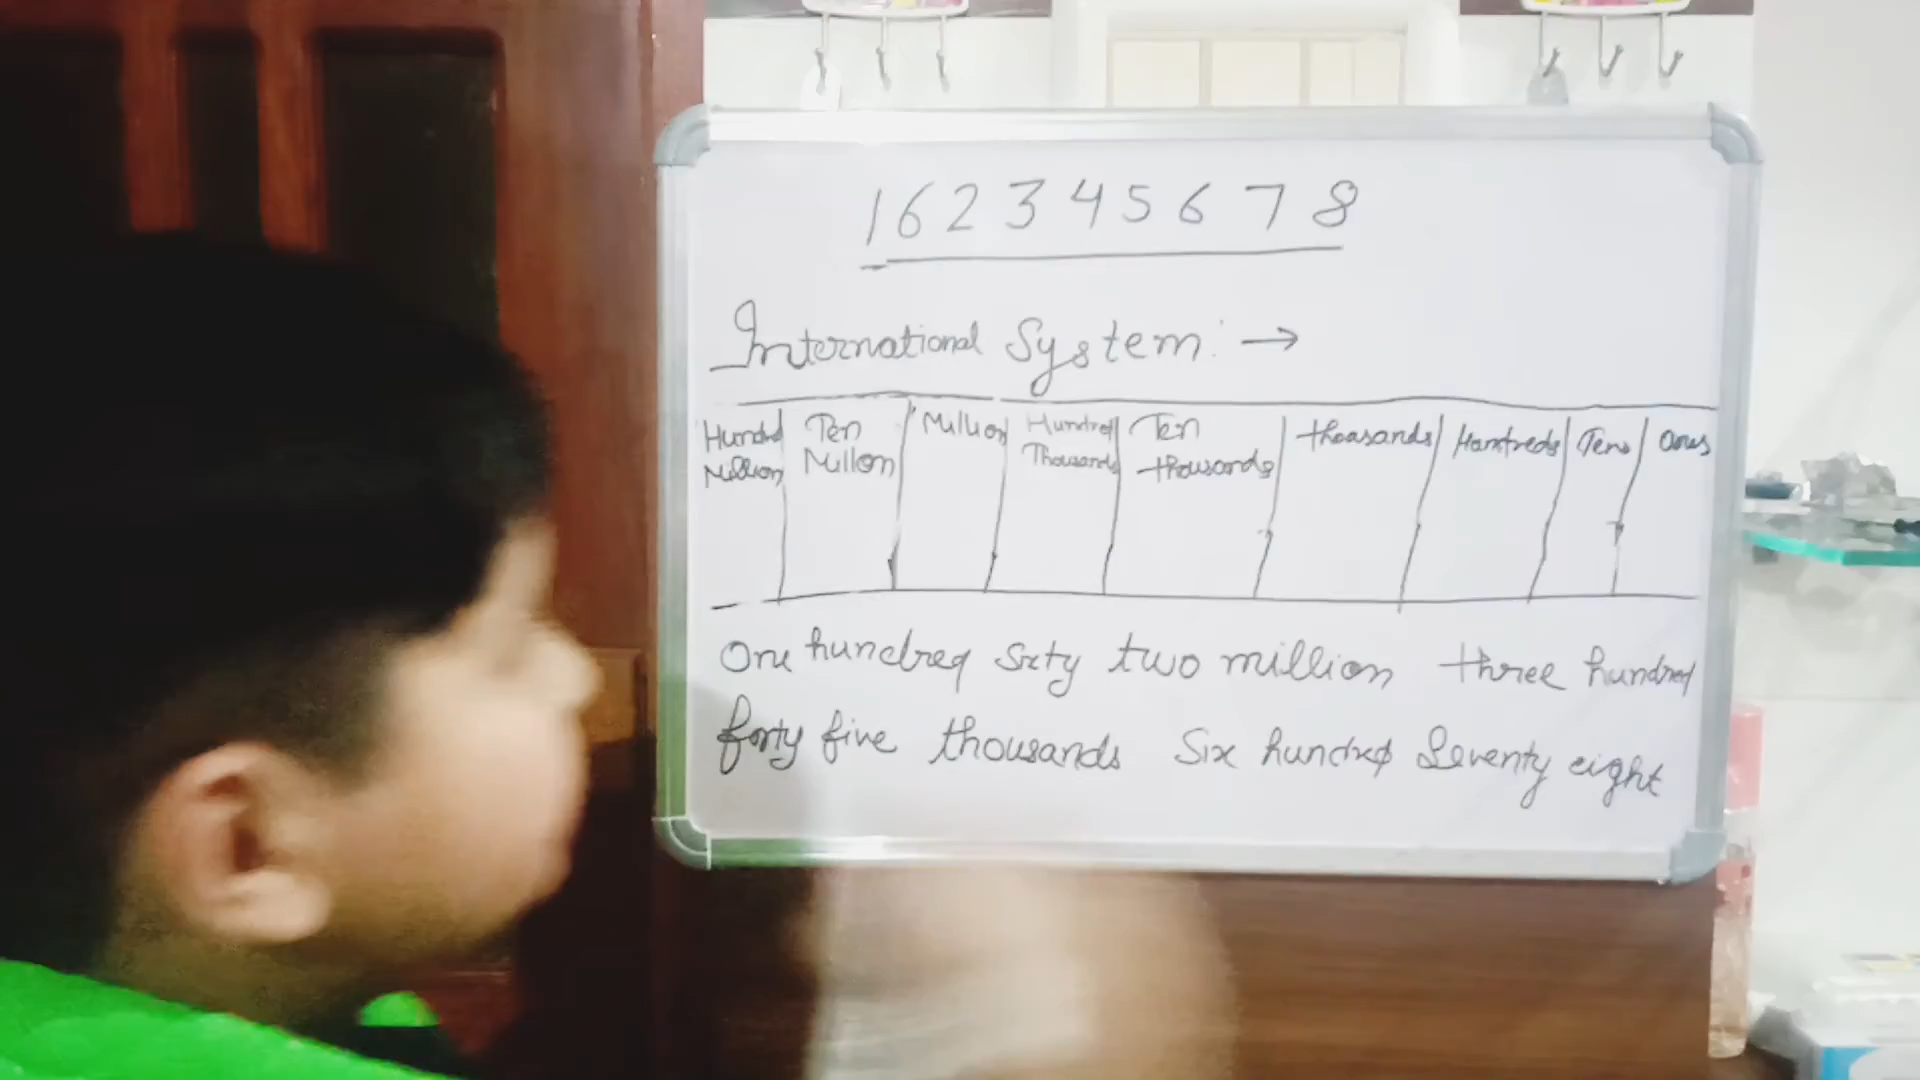 162345678
International System: →
Hundred Million Ten Millon Million Hundred Thousands Ten thousands thousands Hundreds Tens Ones
One hundred sixty two million three hundred
forty five thousands Six hundred Seventy eight